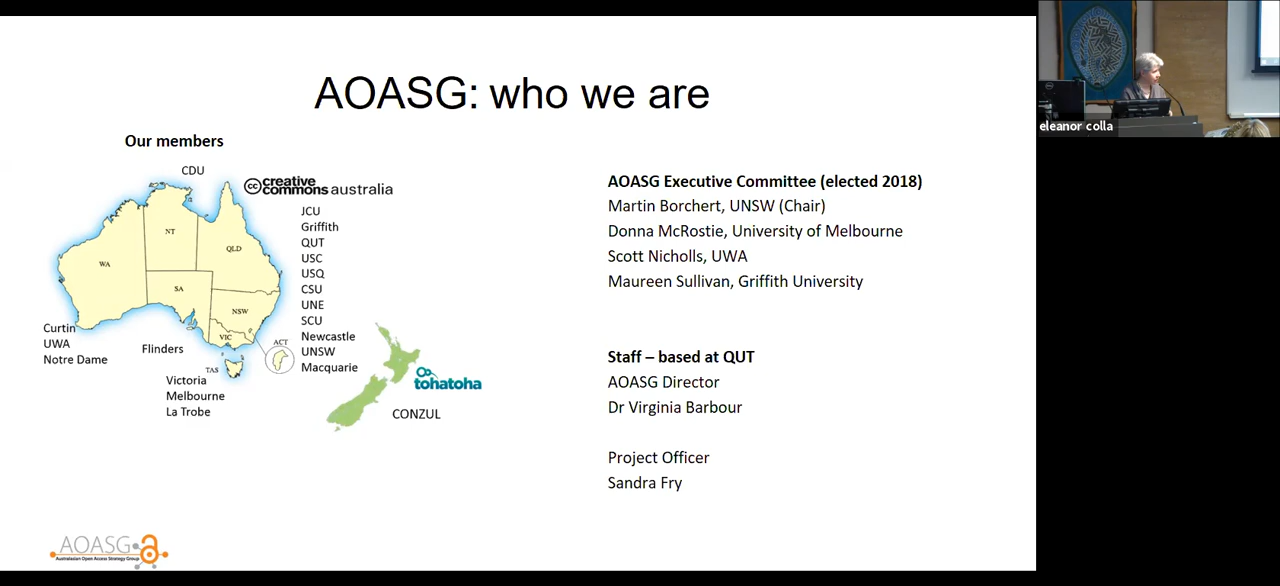 AOASG: who we are
Our members
CDU
creative
commons australia
cc
JCU
Griffith
QUT
USC
USQ
CSU
UNE
SCU
Newcastle
UNSW
Macquarie
NT
QLD
WA
SA
NSW
VIC
ACT
TAS
Curtin
UWA
Notre Dame
Flinders
Victoria
Melbourne
La Trobe
tohatoha
CONZUL
AOASG Executive Committee (elected 2018)
Martin Borchert, UNSW (Chair)
Donna McRostie, University of Melbourne
Scott Nicholls, UWA
Maureen Sullivan, Griffith University
Staff – based at QUT
AOASG Director
Dr Virginia Barbour
Project Officer
Sandra Fry
AOASG
Australasian Open Access Strategy Group
eleanor colla